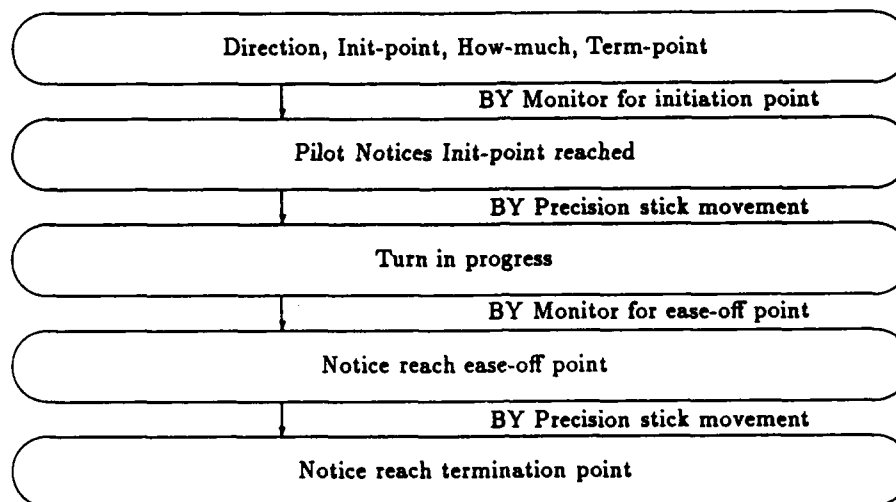 Direction, Init-point, How-much, Term-point
BY Monitor for initiation point
Pilot Notices Init-point reached
BY Precision stick movement
Turn in progress
BY Monitor for ease-off point
Notice reach ease-off point
BY Precision stick movement
Notice reach termination point